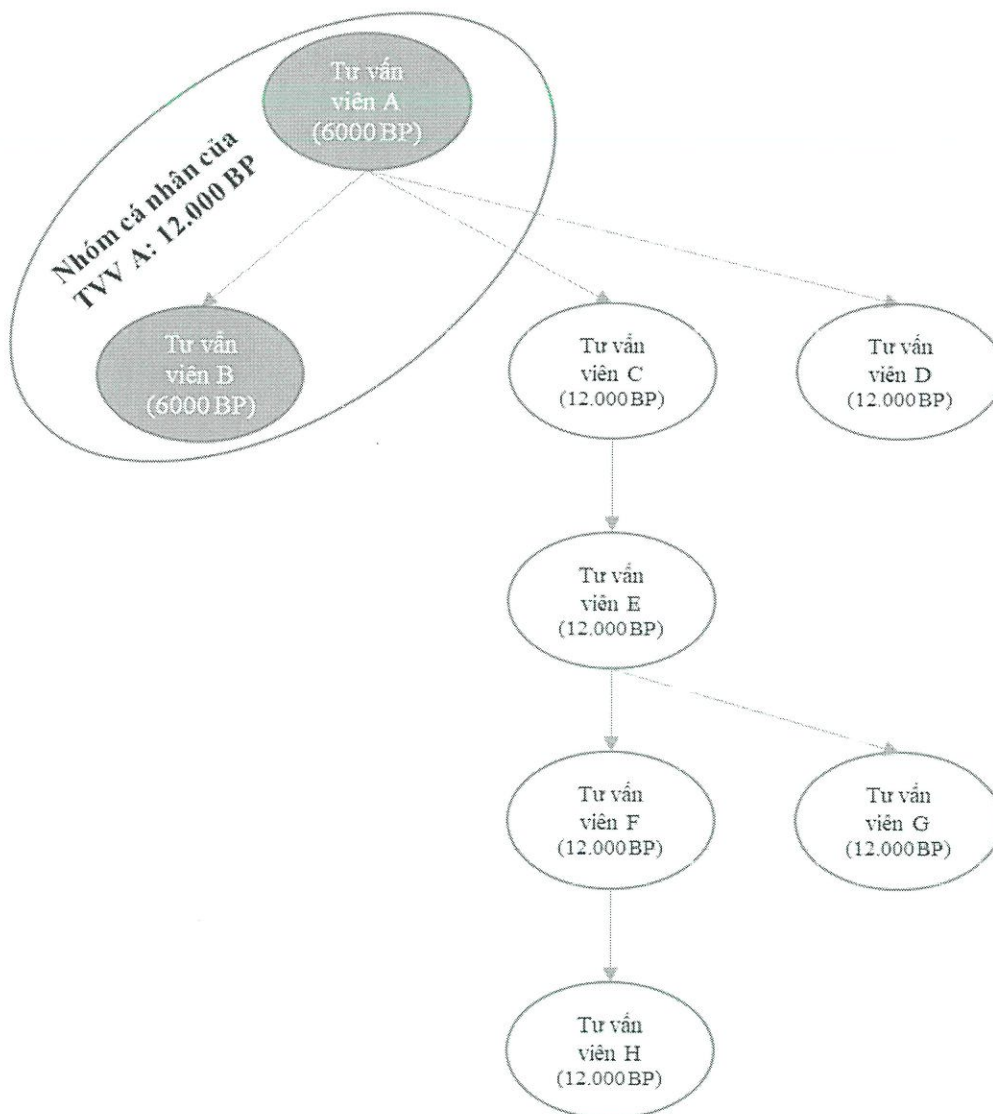 Tư vấn
viên A
(6000 BP)
Nhóm cá nhân của
TVV A: 12.000 BP
Tư vấn
viên B
(6000 BP)
Tư vấn
viên C
(12.000 BP)
Tư vấn
viên D
(12.000 BP)
Tư vấn
viên E
(12.000 BP)
Tư vấn
viên F
(12.000 BP)
Tư vấn
viên G
(12.000 BP)
Tư vấn
viên H
(12.000 BP)